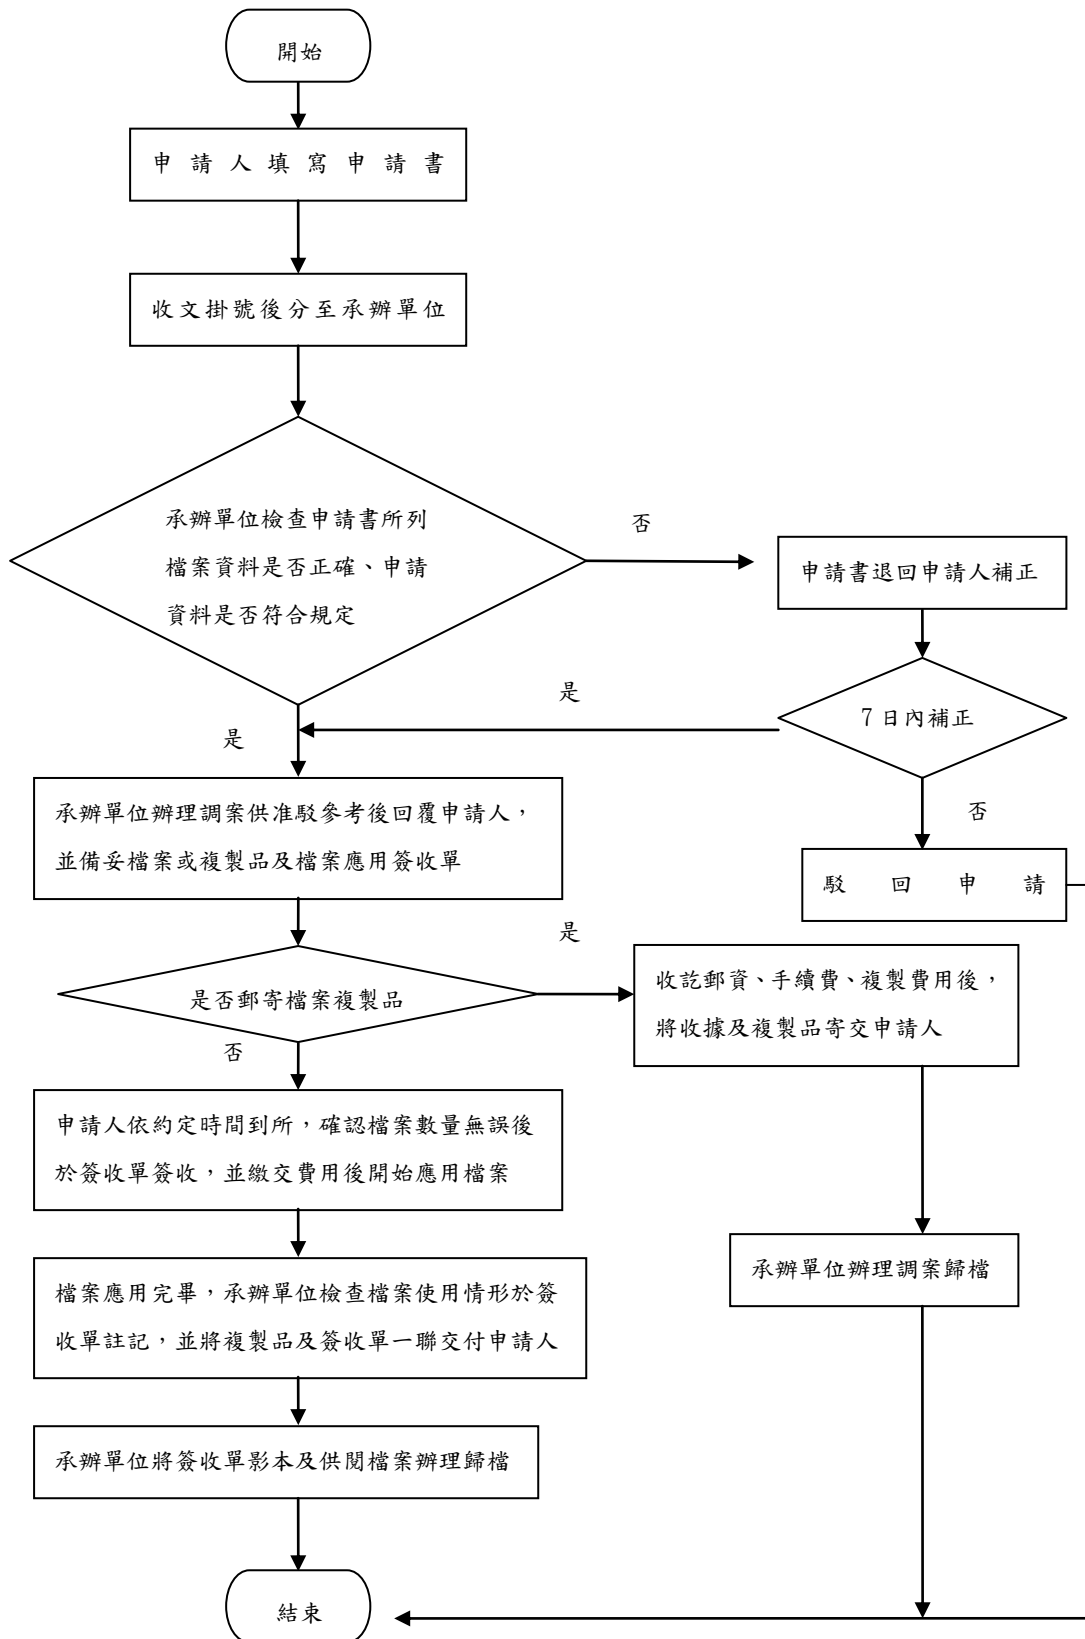 開始
申請人填寫申請書
收文掛號後分至承辦單位
承辦單位檢查申請書所列
檔案資料是否正確、申請
資料是否符合規定
否
申請書退回申請人補正
7日內補正
是
是
否
駁回申請
承辦單位辦理調案供准駁參考後回覆申請人，
並備妥檔案或複製品及檔案應用簽收單
是否郵寄檔案複製品
是
收訖郵資、手續費、複製費用後，
將收據及複製品寄交申請人
否
申請人依約定時間到所，確認檔案數量無誤後
於簽收單簽收，並繳交費用後開始應用檔案
承辦單位辦理調案歸檔
檔案應用完畢，承辦單位檢查檔案使用情形於簽
收單註記，並將複製品及簽收單一聯交付申請人
承辦單位將簽收單影本及供閱檔案辦理歸檔
結束